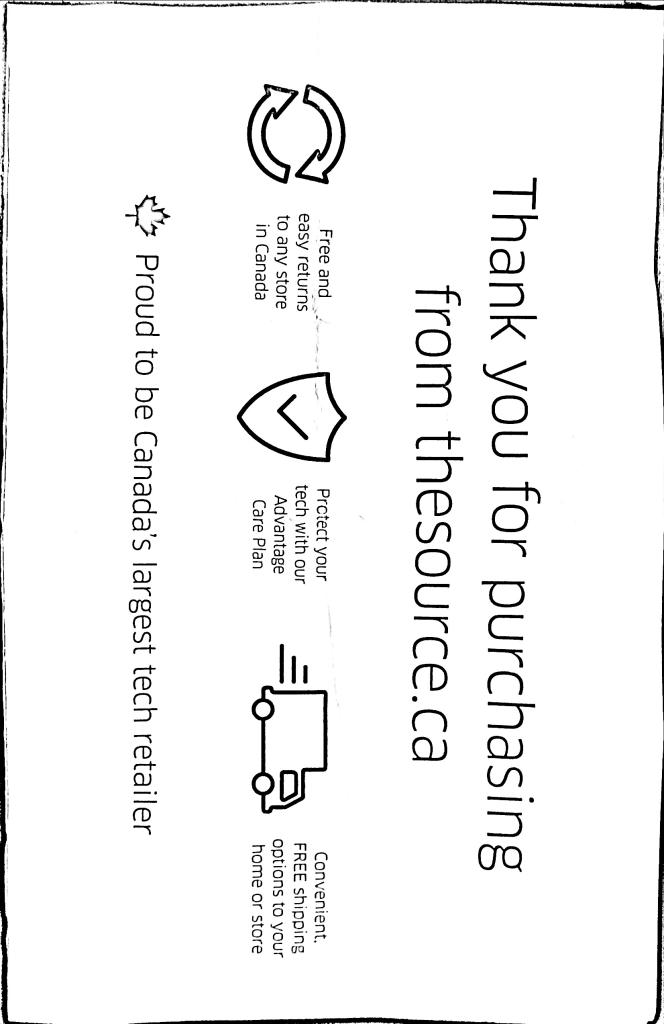 Thank you for purchasing
from thesource.ca
Free and
easy returns
to any store
in Canada
Protect your
tech with our
Advantage
Care Plan
Convenient.
FREE shipping
options to your
home or store
Proud to be Canada's largest tech retailer